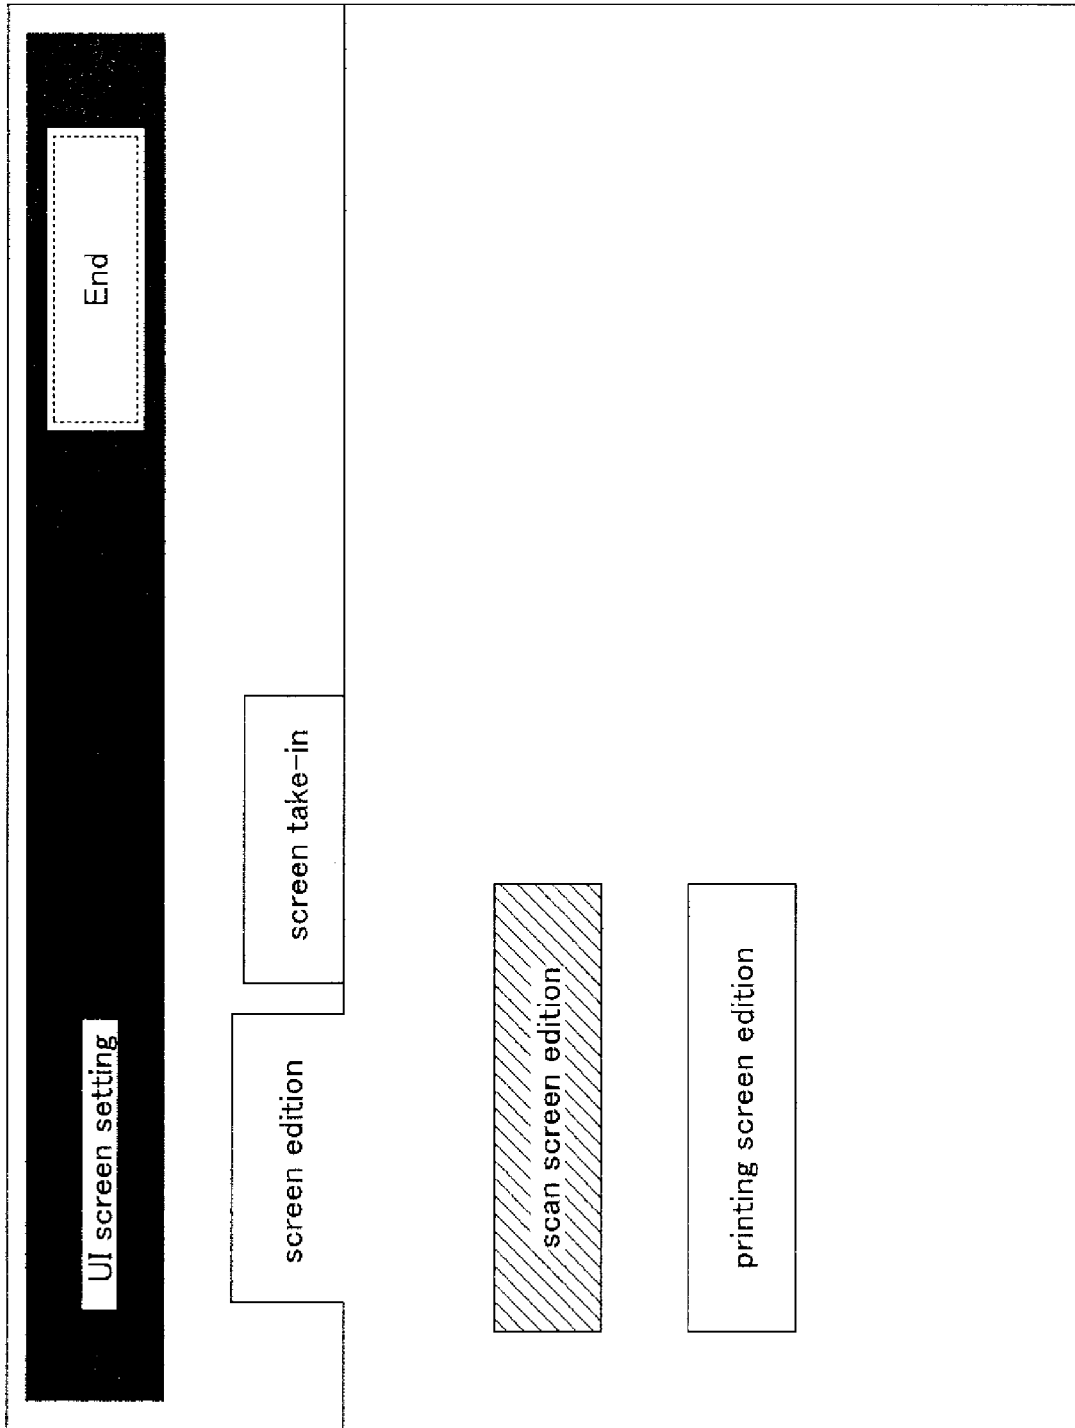 UI screen setting
End
screen edition
screen take-in
scan screen edition
printing screen edition